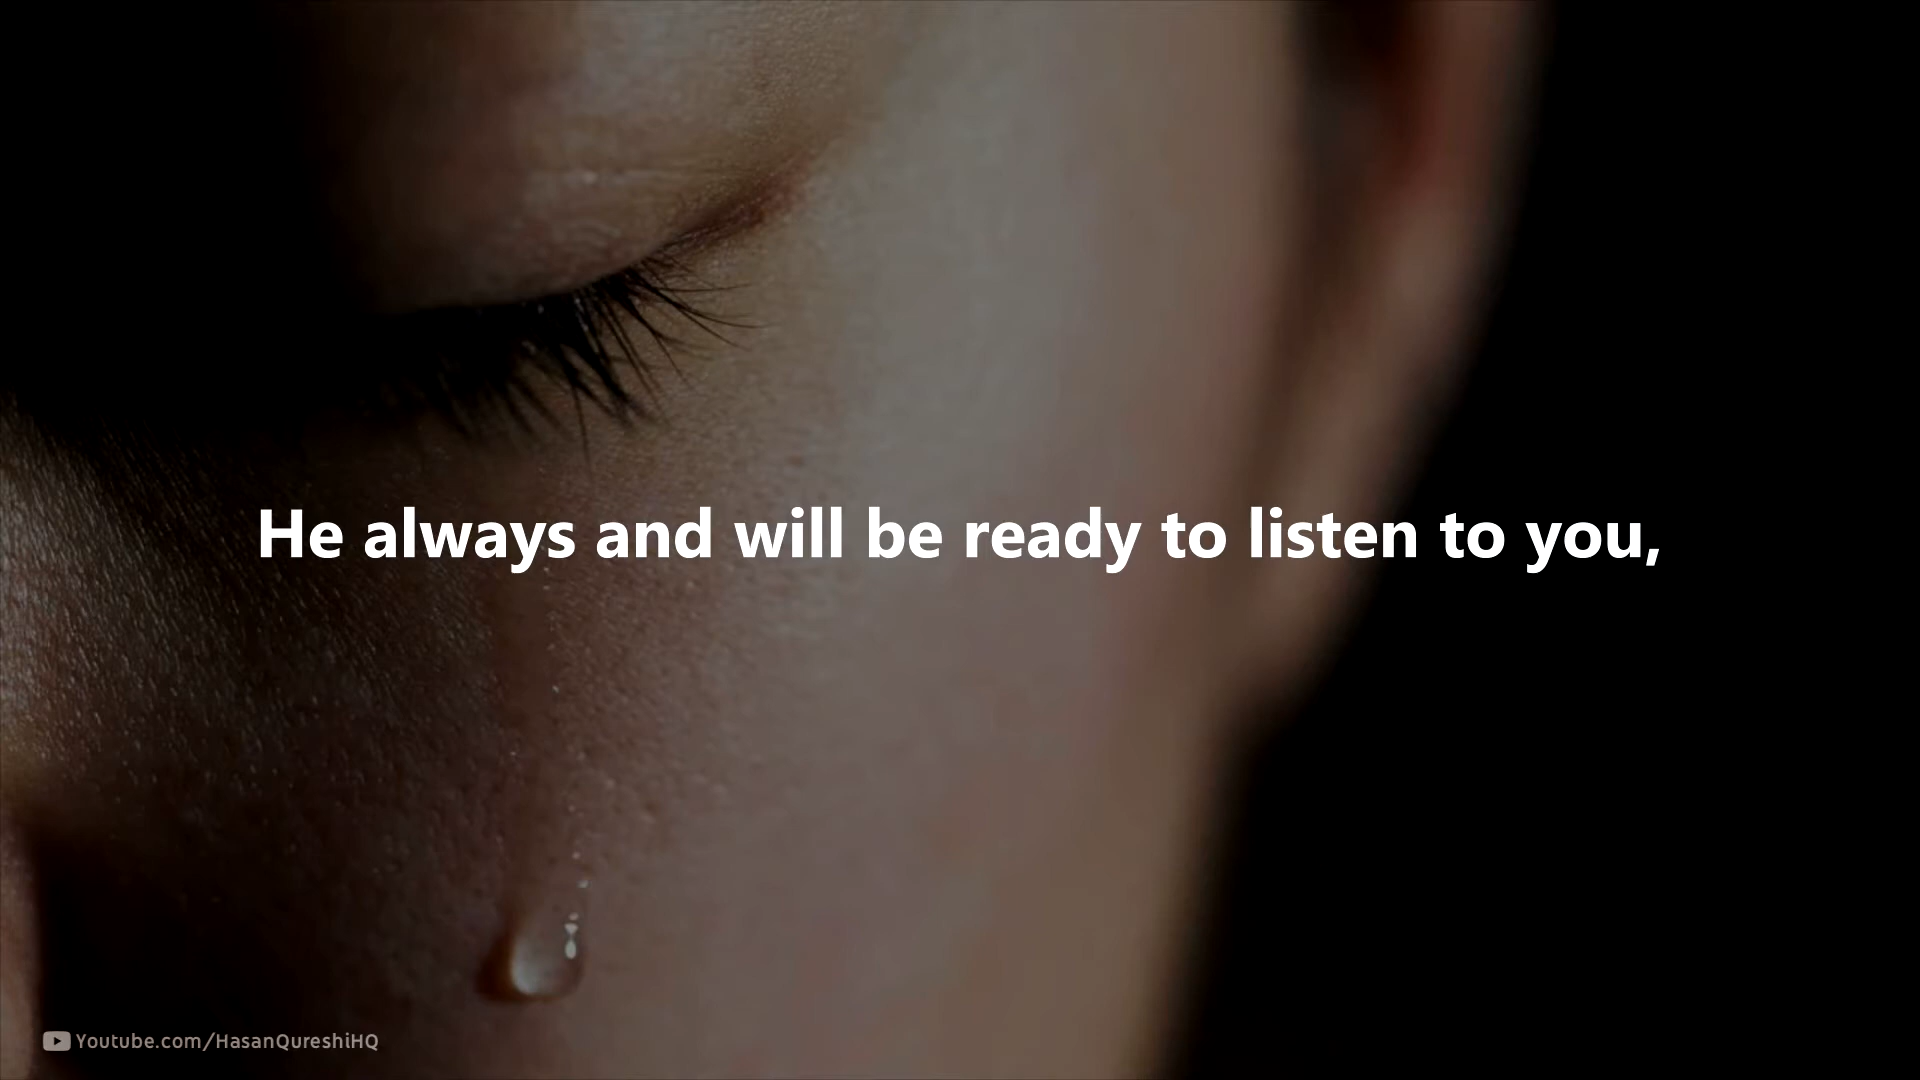 He always and will be ready to listen to you,
Youtube.com/HasanQureshiHQ